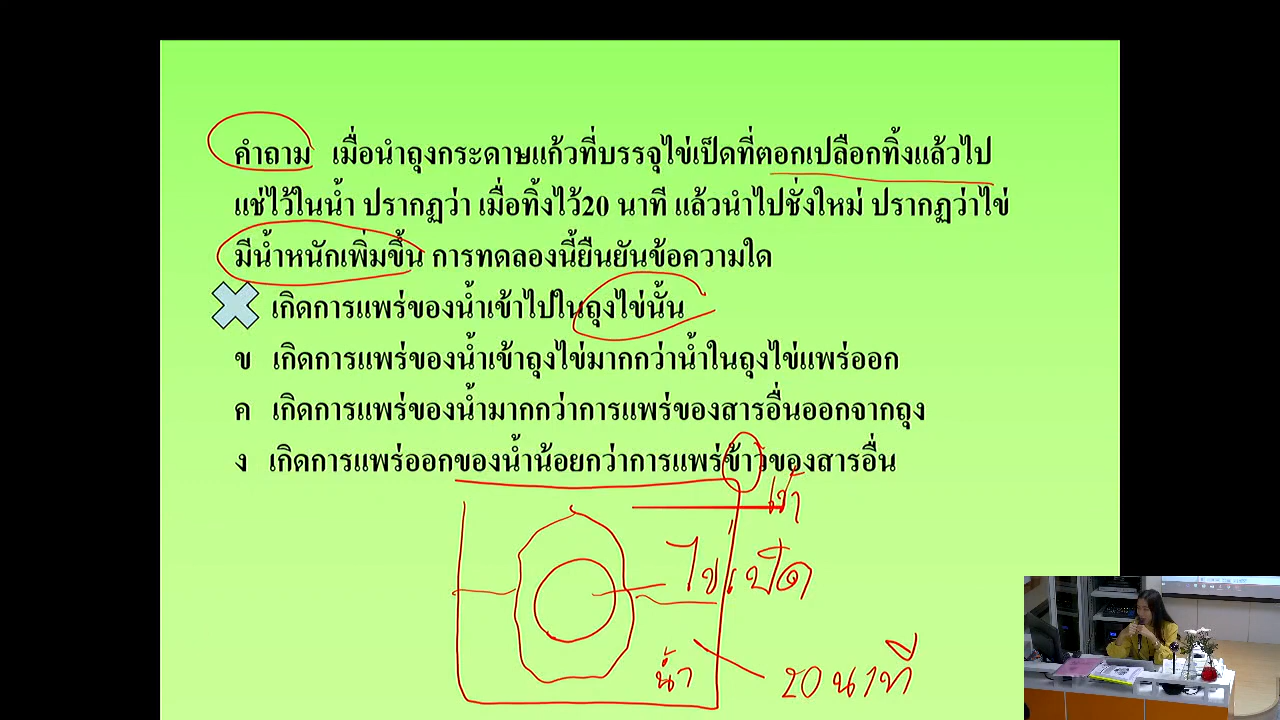 คำถาม เมื่อนำถุงกระดาษแก้วที่บรรจุไข่เป็ดที่ตอกเปลือกทิ้งแล้วไป
แช่ไว้ในน้ำ ปรากฏว่า เมื่อทิ้งไว้20 นาที แล้วนำไปชั่งใหม่ ปรากฏว่าไข่
มีน้ำหนักเพิ่มขึ้น การทดลองนี้ยืนยันข้อความใด
เกิดการแพร่ของน้ำเข้าไปในถุงไข่นั้น
ข เกิดการแพร่ของน้ำเข้าถุงไข่มากกว่าน้ำในถุงไข่แพร่ออก
ค เกิดการแพร่ของน้ำมากกว่าการแพร่ของสารอื่นออกจากถุง
ง เกิดการแพร่ออกของน้ำน้อยกว่าการแพร่ข้าวของสารอื่น
เข้า
ไข่เป็ด
น้ำ
20 นาที